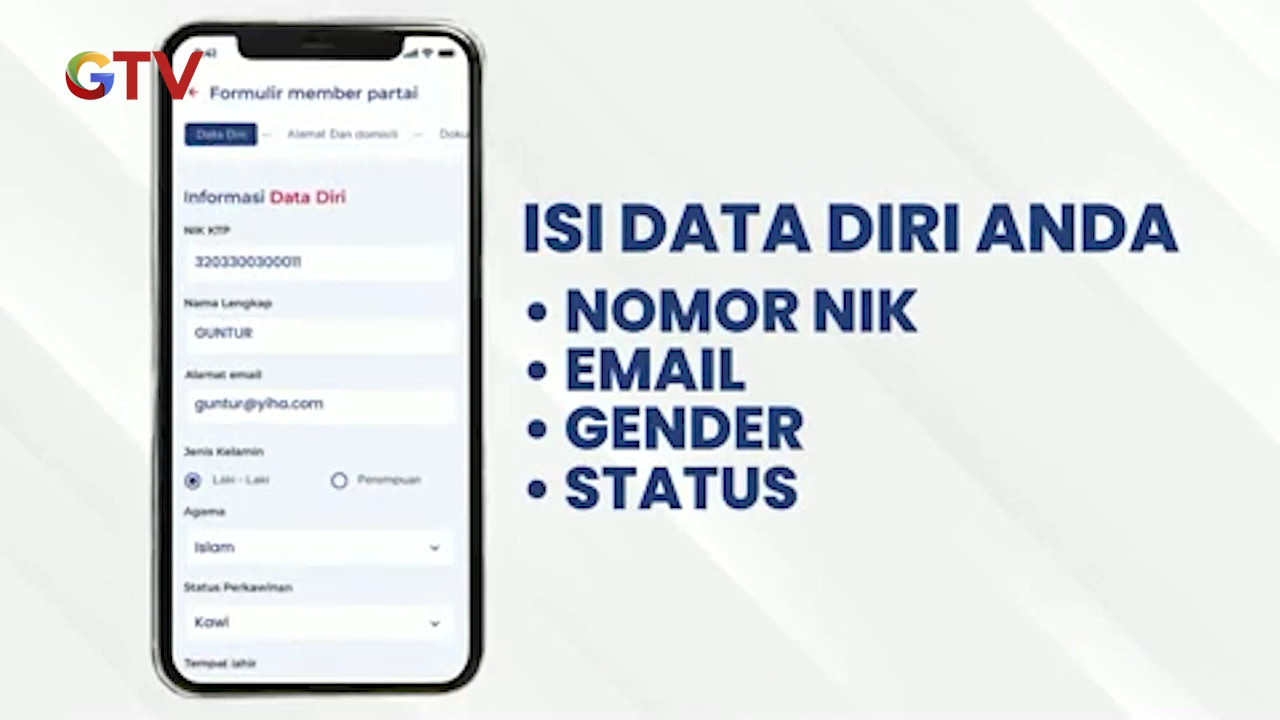 GTV
Formulir member partai
Data Diri — Alamat Dan domisili — Doku
Informasi Data Diri
NIK KTP
3203300300011
Nama Lengkap
GUNTUR
Alamat email
guntur@yiha.com
Jenis Kelamin
Laki - Laki Perempuan
Agama
Islam
Status Perkawinan
Kawi
Tempat lahir
ISI DATA DIRI ANDA
• NOMOR NIK
• EMAIL
• GENDER
• STATUS